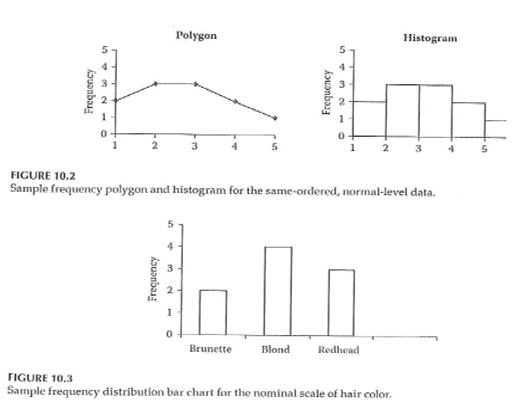 Polygon
5
4
3
2
1
0
Frequency
1 2 3 4 5
Histogram
5
4
3
2
1
0
Frequency
1 2 3 4 5
FIGURE 10.2
Sample frequency polygon and histogram for the same-ordered, normal-level data.
5
4
3
2
1
0
Frequency
Brunette Blond Redhead
FIGURE 10.3
Sample frequency distribution bar chart for the nominal scale of hair color.